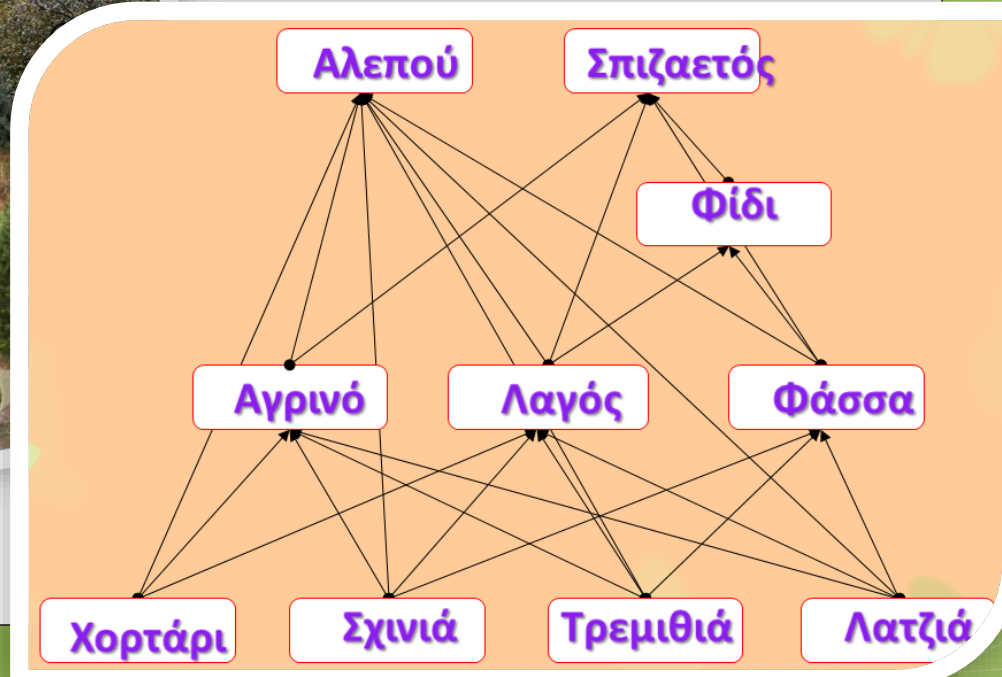 Αλεπού
Σπιζαετός
Φίδι
Αγρινό
Λαγός
Φάσσα
Χορτάρι
Σχινιά
Τρεμιθιά
Λατζιά